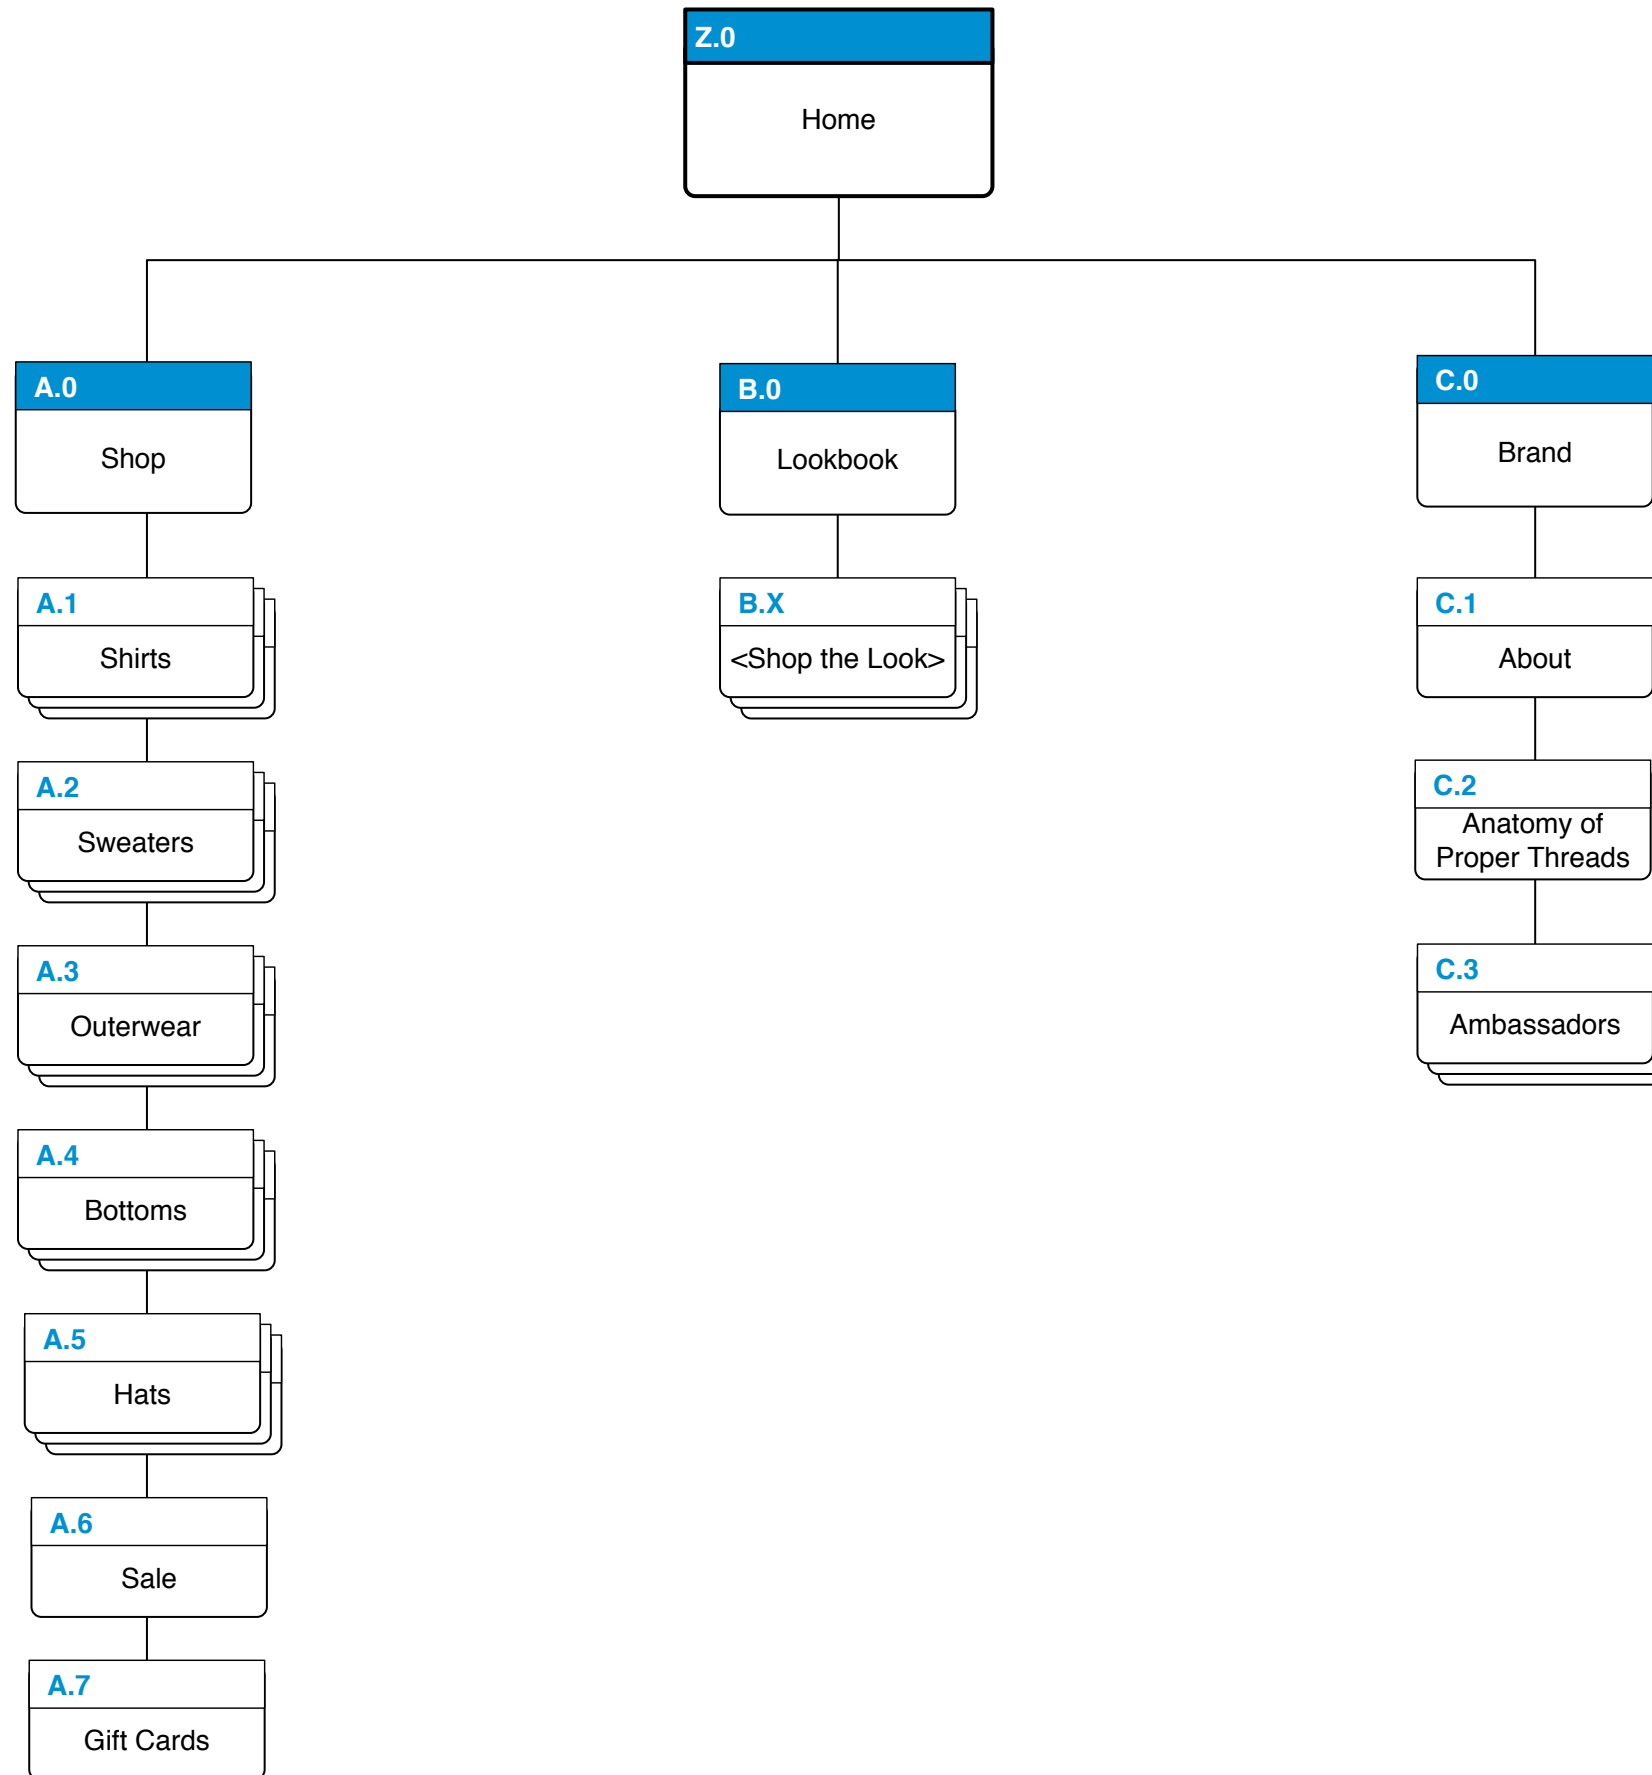 Z.0
Home
A.0
Shop
B.0
Lookbook
C.0
Brand
A.1
Shirts
B.X
<Shop the Look>
C.1
About
A.2
Sweaters
C.2
Anatomy of
Proper Threads
A.3
Outerwear
C.3
Ambassadors
A.4
Bottoms
A.5
Hats
A.6
Sale
A.7
Gift Cards